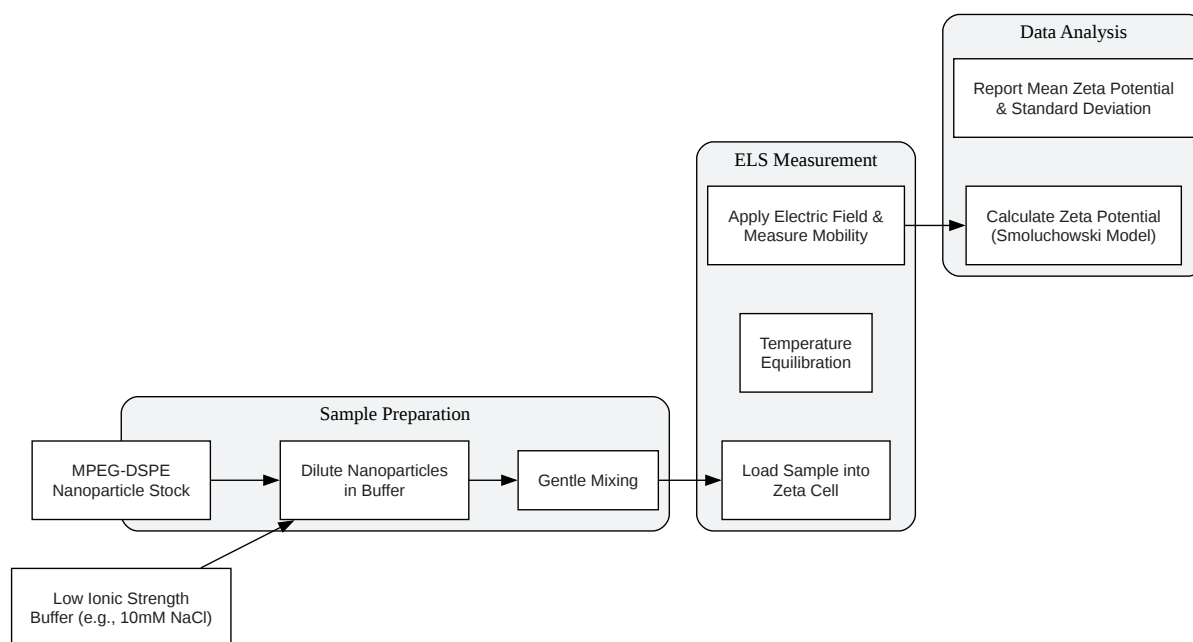 Data Analysis
Report Mean Zeta Potential
& Standard Deviation
Calculate Zeta Potential
(Smoluchowski Model)
ELS Measurement
Apply Electric Field &
Measure Mobility
Temperature
Equilibration
Load Sample into
Zeta Cell
Sample Preparation
MPEG-DSPE
Nanoparticle Stock
Dilute Nanoparticles
in Buffer
Gentle Mixing
Low Ionic Strength
Buffer (e.g., 10mM NaCl)